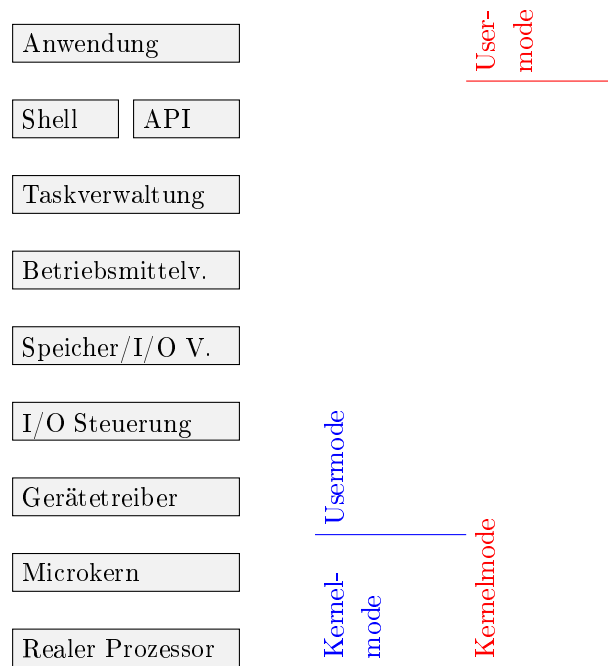 Anwendung
Shell
API
Taskverwaltung
Betriebsmittelv.
Speicher/I/O V.
I/O Steuerung
Gerätetreiber
Microkern
Realer Prozessor
Usermode
Kernel-
mode
User-
mode
Kernelmode